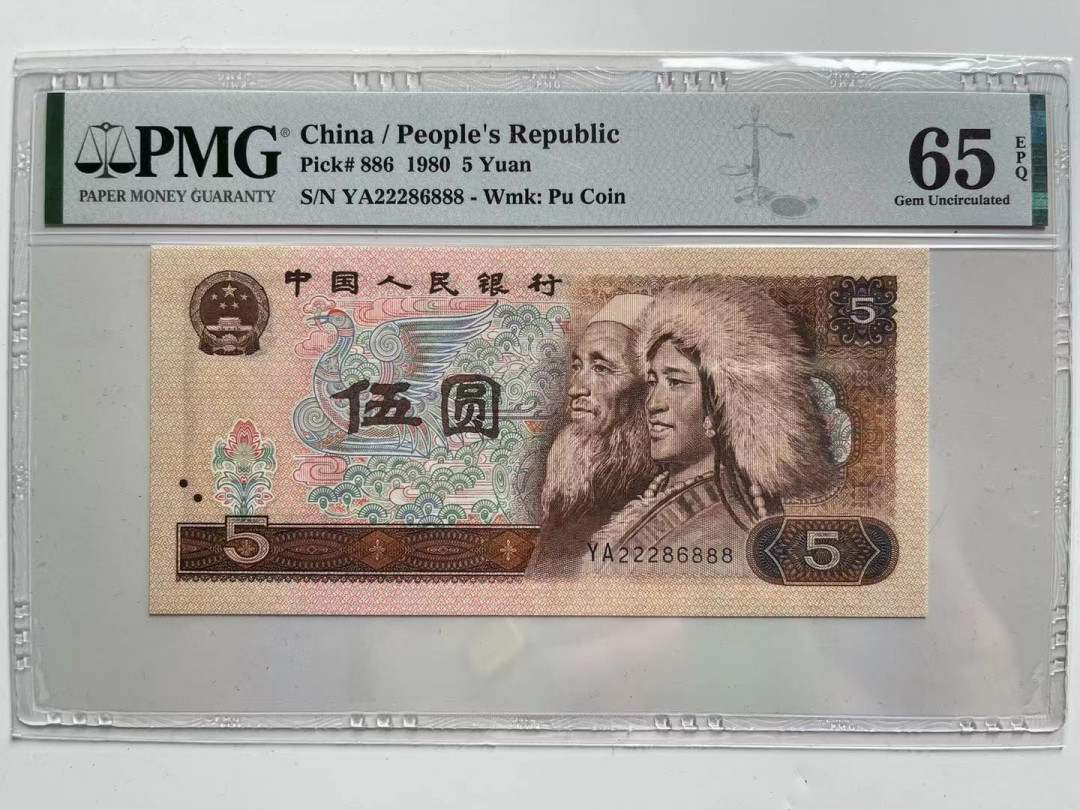 PMG®
PAPER MONEY GUARANTY
China / People's Republic
Pick# 886 1980 5 Yuan
S/N YA22286888 - Wmk: Pu Coin
65
EPQ
Gem Uncirculated
中国人民银行
5
伍圆
5
YA22286888
5